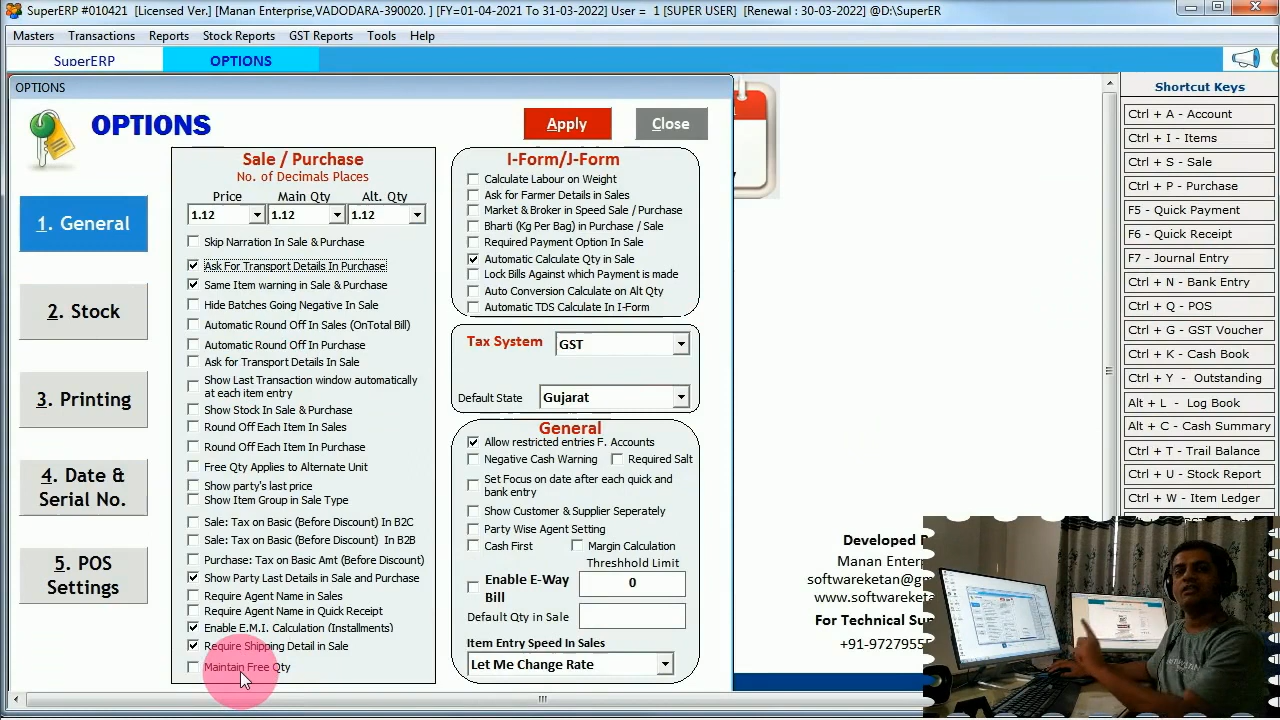 SuperERP #010421 [Licensed Ver.] [Manan Enterprise,VADODARA-390020. ] [FY=01-04-2021 To 31-03-2022] User = 1 [SUPER USER] [Renewal : 30-03-2022] @D:\SuperER
Masters Transactions Reports Stock Reports GST Reports Tools Help
SuperERP OPTIONS
OPTIONS
OPTIONS
Apply Close
1. General
2. Stock
3. Printing
4. Date &
Serial No.
5. POS
Settings
Sale / Purchase
No. of Decimals Places
Price Main Qty Alt. Qty
1.12 1.12 1.12
Skip Narration In Sale & Purchase
Ask For Transport Details In Purchase
Same Item warning in Sale & Purchase
Hide Batches Going Negative In Sale
Automatic Round Off In Sales (OnTotal Bill)
Automatic Round Off In Purchase
Ask for Transport Details In Sale
Show Last Transaction window automatically
at each item entry
Show Stock In Sale & Purchase
Round Off Each Item In Sales
Round Off Each Item In Purchase
Free Qty Applies to Alternate Unit
Show party's last price
Show Item Group in Sale Type
Sale: Tax on Basic (Before Discount) In B2C
Sale: Tax on Basic (Before Discount) In B2B
Purchase: Tax on Basic Amt (Before Discount)
Show Party Last Details in Sale and Purchase
Require Agent Name in Sales
Require Agent Name in Quick Receipt
Enable E.M.I. Calculation (Installments)
Require Shipping Detail in Sale
Maintain Free Qty
I-Form/J-Form
Calculate Labour on Weight
Ask for Farmer Details in Sales
Market & Broker in Speed Sale / Purchase
Bharti (Kg Per Bag) in Purchase / Sale
Required Payment Option In Sale
Automatic Calculate Qty in Sale
Lock Bills Against which Payment is made
Auto Conversion Calculate on Alt Qty
Automatic TDS Calculate In I-Form
Tax System GST
Default State Gujarat
General
Allow restricted entries F. Accounts
Negative Cash Warning Required Salt
Set Focus on date after each quick and
bank entry
Show Customer & Supplier Seperately
Party Wise Agent Setting
Cash First Margin Calculation
Threshhold Limit
Enable E-Way
Bill
0
Default Qty in Sale
Item Entry Speed In Sales
Let Me Change Rate
Shortcut Keys
Ctrl + A - Account
Ctrl + I - Items
Ctrl + S - Sale
Ctrl + P - Purchase
F5 - Quick Payment
F6 - Quick Receipt
F7 - Journal Entry
Ctrl + N - Bank Entry
Ctrl + Q - POS
Ctrl + G - GST Voucher
Ctrl + K - Cash Book
Ctrl + Y - Outstanding
Alt + L - Log Book
Alt + C - Cash Summary
Ctrl + T - Trail Balance
Ctrl + U - Stock Report
Ctrl + W - Item Ledger
Developed
Manan Enter
softwareketan@gm
www.softwareketa
For Technical Su
+91-9727955